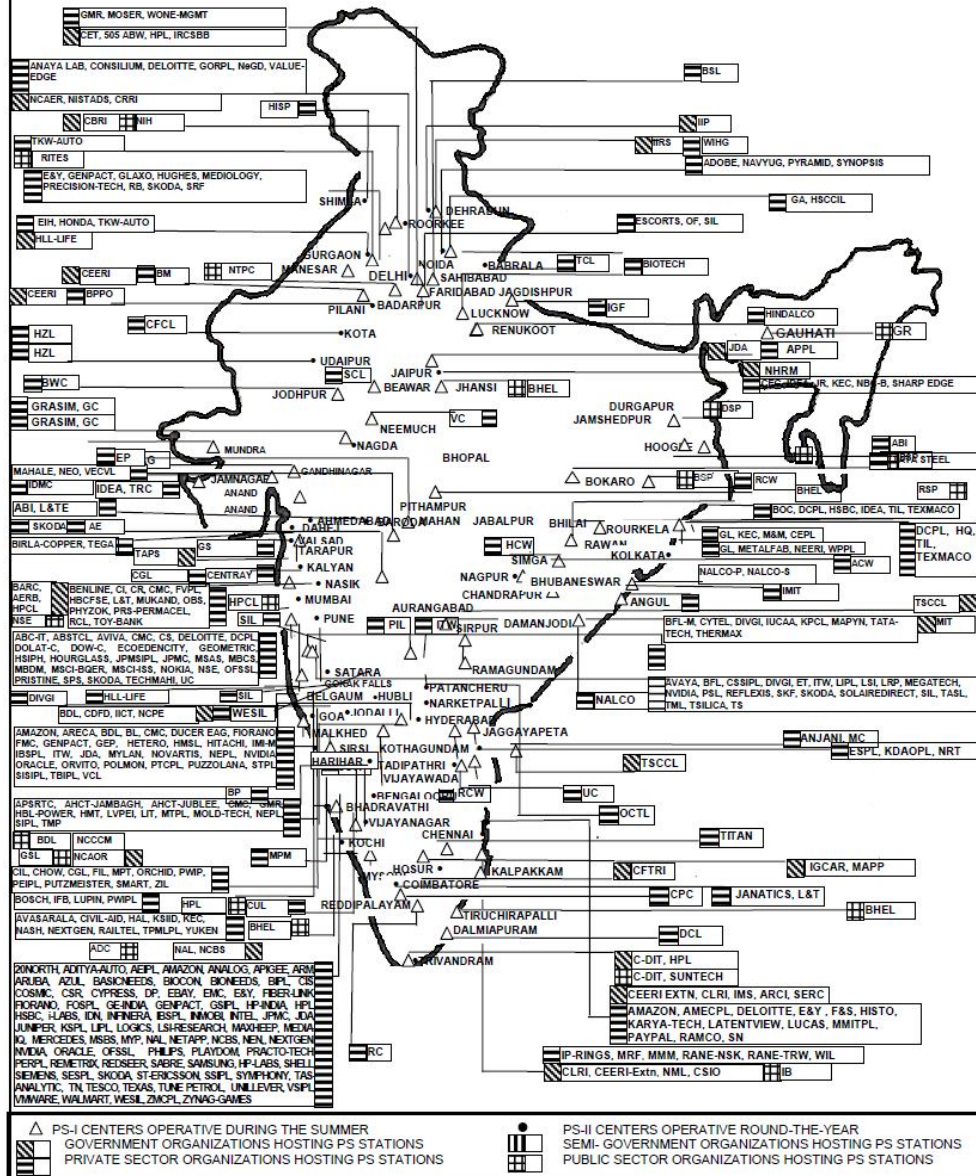 GMR, MOSER, WONE-MGMT
CET, 505 ABW, HPL, IRCSBB
ANAYA LAB, CONSILIUM, DELOITTE, GORPL, NeGD, VALUE-
EDGE
NCAER, NISTADS, CRRI
HISP
CBRI NIH
TKW-AUTO
RITES
E&Y, GENPACT, GLAXO, HUGHES, MEDIOLOGY,
PRECISION-TECH, RB, SKODA, SRF
EIH, HONDA, TKW-AUTO
HLL-LIFE
CEERI BM NTPC
CEERI BPPO
CFCL
HZL
HZL
SCL
BWC
GRASIM, GC
GRASIM, GC
VC
EP G
MAHALE, NEO, VECVL
IDMC
IDEA, TRC
ABI, L&TE
SKODA AE
BIRLA-COPPER, TEGA
TAPS GS
CGL CENTRAY
BARC,
AERB,
HPCL
NSE
BENLINE, CI, CR, CMC, FVPL,
HBCFSE, L&T, MUKAND, OBS,
PHYZOK, PRS-PERMACEL,
RCL, TOY-BANK
HPCL
SIL
ABC-IT, ABSTCL, AVIVA, CMC, CS, DELOITTE, DCPL,
DOLAT-C, DOW-C, ECOEDENCITY, GEOMETRIC,
HSIPH, HOURGLASS, JPMSIPL, JPMC, MSAS, MBCS,
MBDM, MSCI-BQER, MSCI-ISS, NOKIA, NSE, OFSSL,
PRISTINE, SPS, SKODA, TECHMAHI, UC
DIVGI HLL-LIFE SIL
BDL, CDFD, IICT, NCPE WESIL
AMAZON, ARECA, BDL, BL, CMC, DUCER EAG, FIORANO
FMC, GENPACT, GEP, HETERO, HMSL, HITACHI, IMI-M
IBSPL, ITW, JDA, MYLAN, NOVARTIS, NEPL, NVIDIA
ORACLE, ORVITO, POLMON, PTCPL, PUZZOLANA, STPL
SISIPL, TBIPL, VCL
BP
APSRTC, AHCT-JAMBAGH, AHCT-JUBLEE, CMC, GMR
HBL-POWER, HMT, LVPEI, LIT, MTPL, MOLD-TECH, NEPL
SIPL, TMP
BDL NCCCM
GSL NCAOR
MPM
CIL, CHOW, CGL, FIL, MPT, ORCHID, PWIP,
PEIPL, PUTZMEISTER, SMART, ZIL
BOSCH, IFB, LUPIN, PWIPL HPL CUL
AVASARALA, CIVIL-AID, HAL, KSIID, KEC,
NASH, NEXTGEN, RAILTEL, TPMLPL, YUKEN
BHEL
ADC NAL, NCBS
20NORTH, ADITYA-AUTO, AEIPL, AMAZON, ANALOG, APIGEE, ARM
ARUBA, AZUL, BASICNEEDS, BIOCON, BIONEEDS, BIPL, CIS
COSMIC, CSR, CYPRESS, DP, EBAY, EMC, E&Y, FIBER-LINK
FIORANO, FOSPL, GE-INDIA, GENPACT, GSIPL, HP-INDIA, HPL
HSBC, i-LABS, IDN, INFINERA, IBSPL, INMOBI, INTEL, JPMC, JDA
JUNIPER, KSPL, LIPL, LOGICS, LSI-RESEARCH, MAXHEEP, MEDIA
IQ, MERCEDES, MSBS, MYP, NAL, NETAPP, NCBS, NEN, NEXTGEN
NVIDIA, ORACLE, OFSSL, PHILIPS, PLAYDOM, PRACTO-TECH
PERPL, REMETRIX, REDSEER, SABRE, SAMSUNG, HP-LABS, SHELL
SIEMENS, SESPL, SKODA, ST-ERICSSON, SSIPL, SYMPHONY, TAS
ANALYTIC, TN, TESCO, TEXAS, TUNE PETROL, UNILLEVER, VSIPL
VMWARE, WALMART, WESIL, ZMCPL, ZYNAG-GAMES
SHIMLA
DEHRADUN
ROORKEE
GURGAON
MANESAR
DELHI
NOIDA
BABRALA
SAHIBABAD
FARIDABAD JAGDISHPUR
PILANI
BADARPUR
LUCKNOW
RENUKOOT
KOTA
UDAIPUR
JAIPUR
JODHPUR
BEAWAR
JHANSI
NEEMUCH
DURGAPUR
JAMSHEDPUR
NAGDA
MUNDRA
HOOGLE
BHOPAL
GANDHINAGAR
JAMNAGAR
ANAND
ANAND
BOKARO
PITHAMPUR
AHMEDABAD
BARODA
MAHAN
JABALPUR
BHILAI
ROURKELA
DAHEJ
VALSAD
TARAPUR
RAWAN
KOLKATA
KALYAN
SIMGA
NASIK
NAGPUR
BHUBANESWAR
CHANDRAPUR
MUMBAI
ANGUL
AURANGABAD
PUNE
PIL ITW
DAMANJODI
SIRPUR
SATARA
RAMAGUNDAM
GOKAK FALLS
BELGAUM
HUBLI
PATANCHERU
NARKETPALLI
GOA
JODALLI
HYDERABAD
MALKHED
JAGGAYAPETA
SIRSI
KOTHAGUNDAM
HARIHAR
TADIPATHRI
VIJAYAWADA
BENGALOORU
RCW
BHADRAVATHI
VIJAYANAGAR
CHENNAI
KOCHI
HOSUR
KALPAKKAM
COIMBATORE
REDDIPALAYAM
TIRUCHIRAPALLI
DALMIAPURAM
TRIVANDRAM
BSL
IIP
IIRS WIHG
ADOBE, NAVYUG, PYRAMID, SYNOPSIS
GA, HSCCIL
ESCORTS, OF, SIL
TCL BIOTECH
IGF
HINDALCO
GAUHATI
GR
JDA APPL
NHRM
BHEL
DSP
ABI
BSP RCW
BHEL
RSP
BOC, DCPL, HSBC, IDEA, TIL, TEXMACO
GL, KEC, M&M, CEPL
GL, METALFAB, NEERI, WPPL
DCPL, HQ,
TIL,
TEXMACO
HCW
ACW
NALCO-P, NALCO-S
IMIT
TSCCL
BFL-M, CYTEL, DIVGI, IUCAA, KPCL, MAPYN, TATA-
TECH, THERMAX
MIT
AVAYA, BFL, CSSIPL, DIVGI, ET, ITW, LIPL, LSI, LRP, MEGATECH,
NVIDIA, PSL, REFLEXIS, SKF, SKODA, SOLAIREDIRECT, SIL, TASL,
TML, TSILICA, TS
NALCO
ANJANI, MC
ESPL, KDAOPL, NRT
TSCCL
UC
OCTL
TITAN
CFTRI
IGCAR, MAPP
CPC JANATICS, L&T
BHEL
DCL
C-DIT, HPL
C-DIT, SUNTECH
CEERI EXTN, CLRI, IMS, ARCI, SERC
AMAZON, AMECPL, DELOITTE, E&Y , F&S, HISTO,
KARYA-TECH, LATENTVIEW, LUCAS, MMITPL,
PAYPAL, RAMCO, SN
RC
IP-RINGS, MRF, MMM, RANE-NSK, RANE-TRW, WIL
CLRI, CEERI-Extn, NML, CSIO IB
PS-I CENTERS OPERATIVE DURING THE SUMMER
GOVERNMENT ORGANIZATIONS HOSTING PS STATIONS
PRIVATE SECTOR ORGANIZATIONS HOSTING PS STATIONS
PS-II CENTERS OPERATIVE ROUND-THE-YEAR
SEMI- GOVERNMENT ORGANIZATIONS HOSTING PS STATIONS
PUBLIC SECTOR ORGANIZATIONS HOSTING PS STATIONS